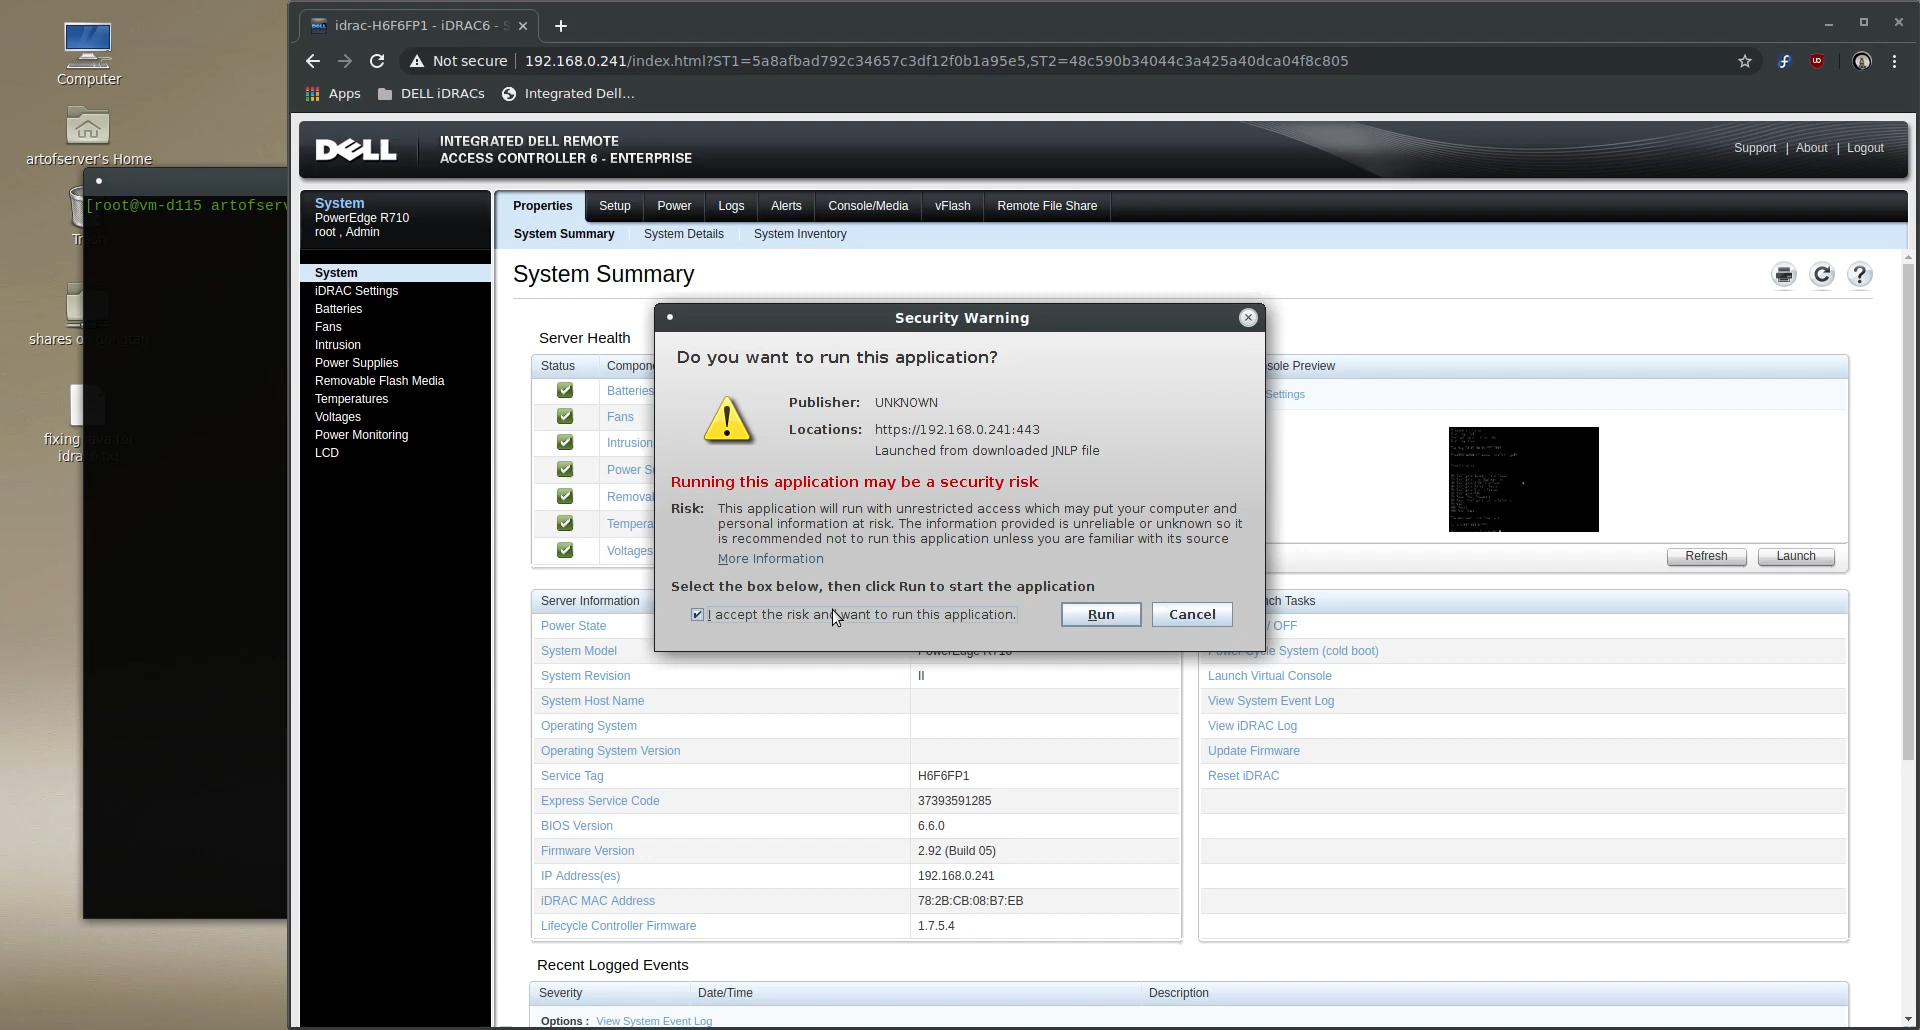 Computer
artofserver's Home
[root@vm-d115 artofserv
shares o
idrac-H6F6FP1 - iDRAC6 - S
Not secure
192.168.0.241/index.html?ST1=5a8afbad792c34657c3df12f0b1a95e5,ST2=48c590b34044c3a425a40dca04f8c805
Apps
DELL iDRACs
Integrated Dell...
DELL
INTEGRATED DELL REMOTE
ACCESS CONTROLLER 6 - ENTERPRISE
Support | About | Logout
System
PowerEdge R710
root , Admin
System
iDRAC Settings
Batteries
Fans
Intrusion
Power Supplies
Removable Flash Media
Temperatures
Voltages
Power Monitoring
LCD
Properties
Setup
Power
Logs
Alerts
Console/Media
vFlash
Remote File Share
System Summary
System Details
System Inventory
System Summary
Server Health
Status
Compone
Batteries
Fans
Intrusion
Power S
Removal
Tempera
Voltages
sole Preview
Settings
Refresh
Launch
Security Warning
Do you want to run this application?
Publisher: UNKNOWN
Locations: https://192.168.0.241:443
Launched from downloaded JNLP file
Running this application may be a security risk
Risk: This application will run with unrestricted access which may put your computer and
personal information at risk. The information provided is unreliable or unknown so it
is recommended not to run this application unless you are familiar with its source
More Information
Select the box below, then click Run to start the application
I accept the risk and want to run this application.
Run
Cancel
Server Information
Power State
System Model PowerEdge R710
System Revision II
System Host Name
Operating System
Operating System Version
Service Tag H6F6FP1
Express Service Code 37393591285
BIOS Version 6.6.0
Firmware Version 2.92 (Build 05)
IP Address(es) 192.168.0.241
iDRAC MAC Address 78:2B:CB:08:B7:EB
Lifecycle Controller Firmware 1.7.5.4
ch Tasks
/ OFF
Power Cycle System (cold boot)
Launch Virtual Console
View System Event Log
View iDRAC Log
Update Firmware
Reset iDRAC
Recent Logged Events
Severity
Date/Time
Description
Options : View System Event Log